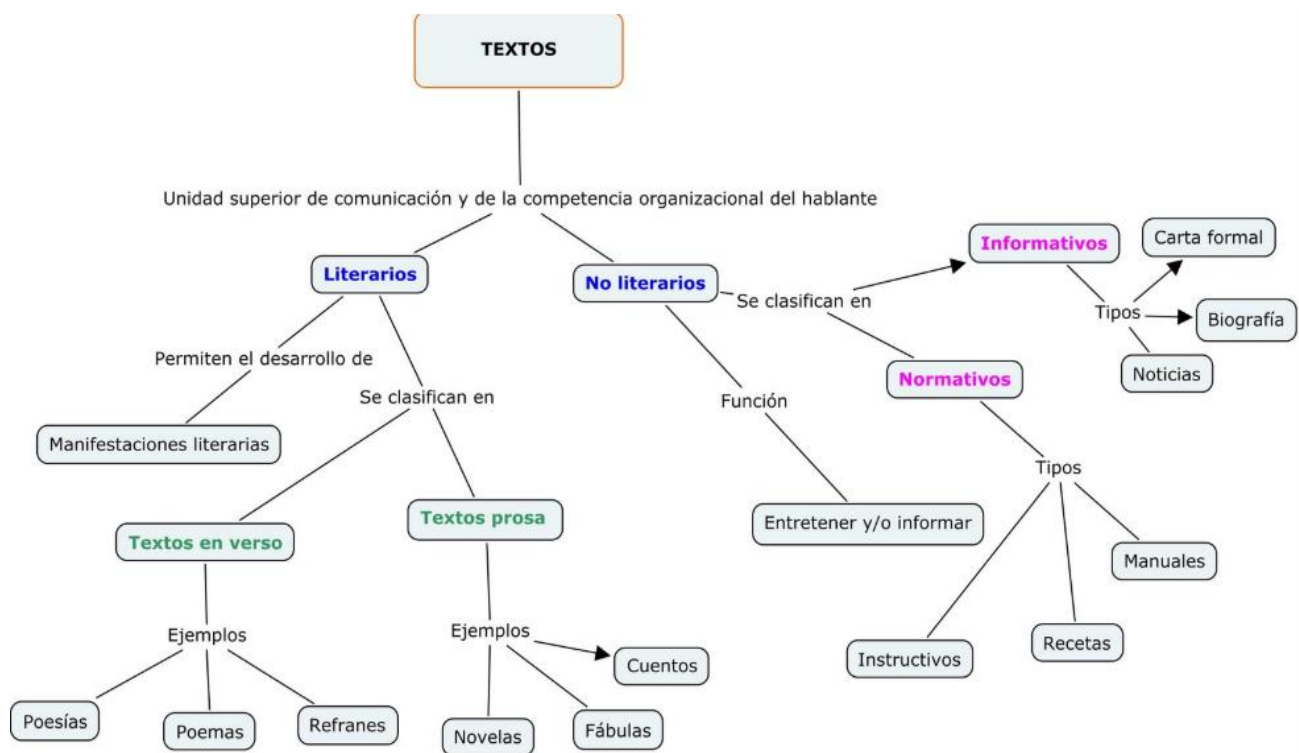 TEXTOS
Unidad superior de comunicación y de la competencia organizacional del hablante
Literarios
No literarios
Se clasifican en
Informativos
Carta formal
Tipos
Biografía
Noticias
Normativos
Permiten el desarrollo de
Se clasifican en
Función
Manifestaciones literarias
Tipos
Textos en verso
Textos prosa
Entretener y/o informar
Manuales
Ejemplos
Ejemplos
Cuentos
Instructivos
Recetas
Poesías
Poemas
Refranes
Novelas
Fábulas